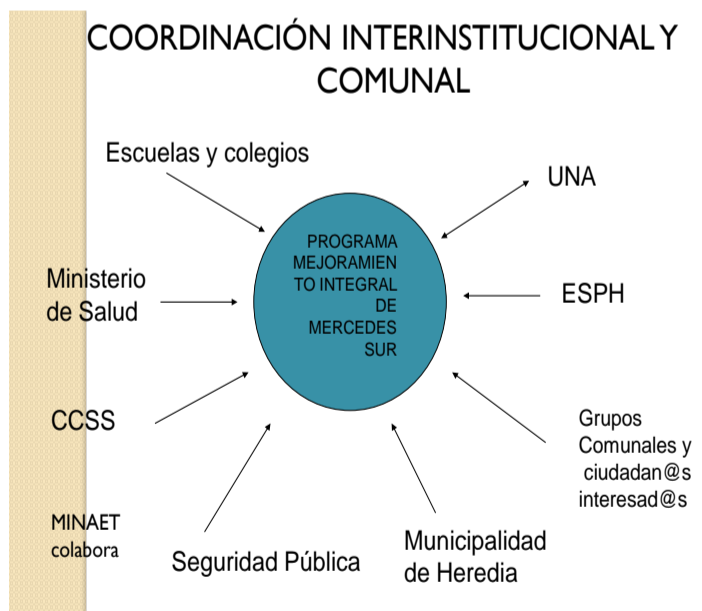 COORDINACIÓN INTERINSTITUCIONAL Y
COMUNAL
Escuelas y colegios
UNA
PROGRAMA
MEJORAMIEN
TO INTEGRAL
DE
MERCEDES
SUR
Ministerio
de Salud
ESPH
CCSS
Grupos
Comunales y
ciudadan@s
interesad@s
MINAET
colabora
Seguridad Pública
Municipalidad
de Heredia